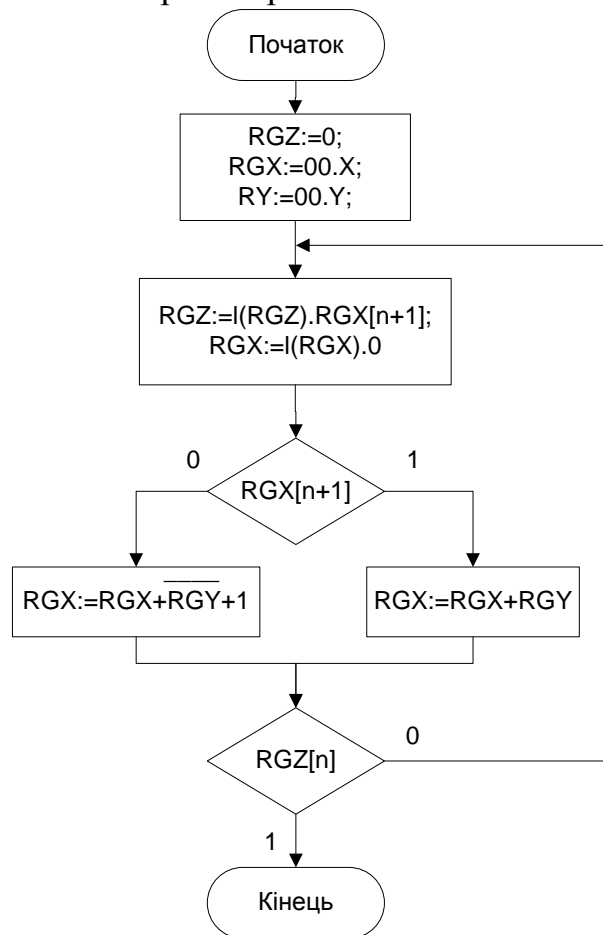 Початок
RGZ:=0;
RGX:=00.X;
RY:=00.Y;
RGZ:=l(RGZ).RGX[n+1];
RGX:=l(RGX).0
0
1
RGX[n+1]
RGX:=RGX+R̅G̅Y̅+1
RGX:=RGX+RGY
RGZ[n]
0
1
Кінець